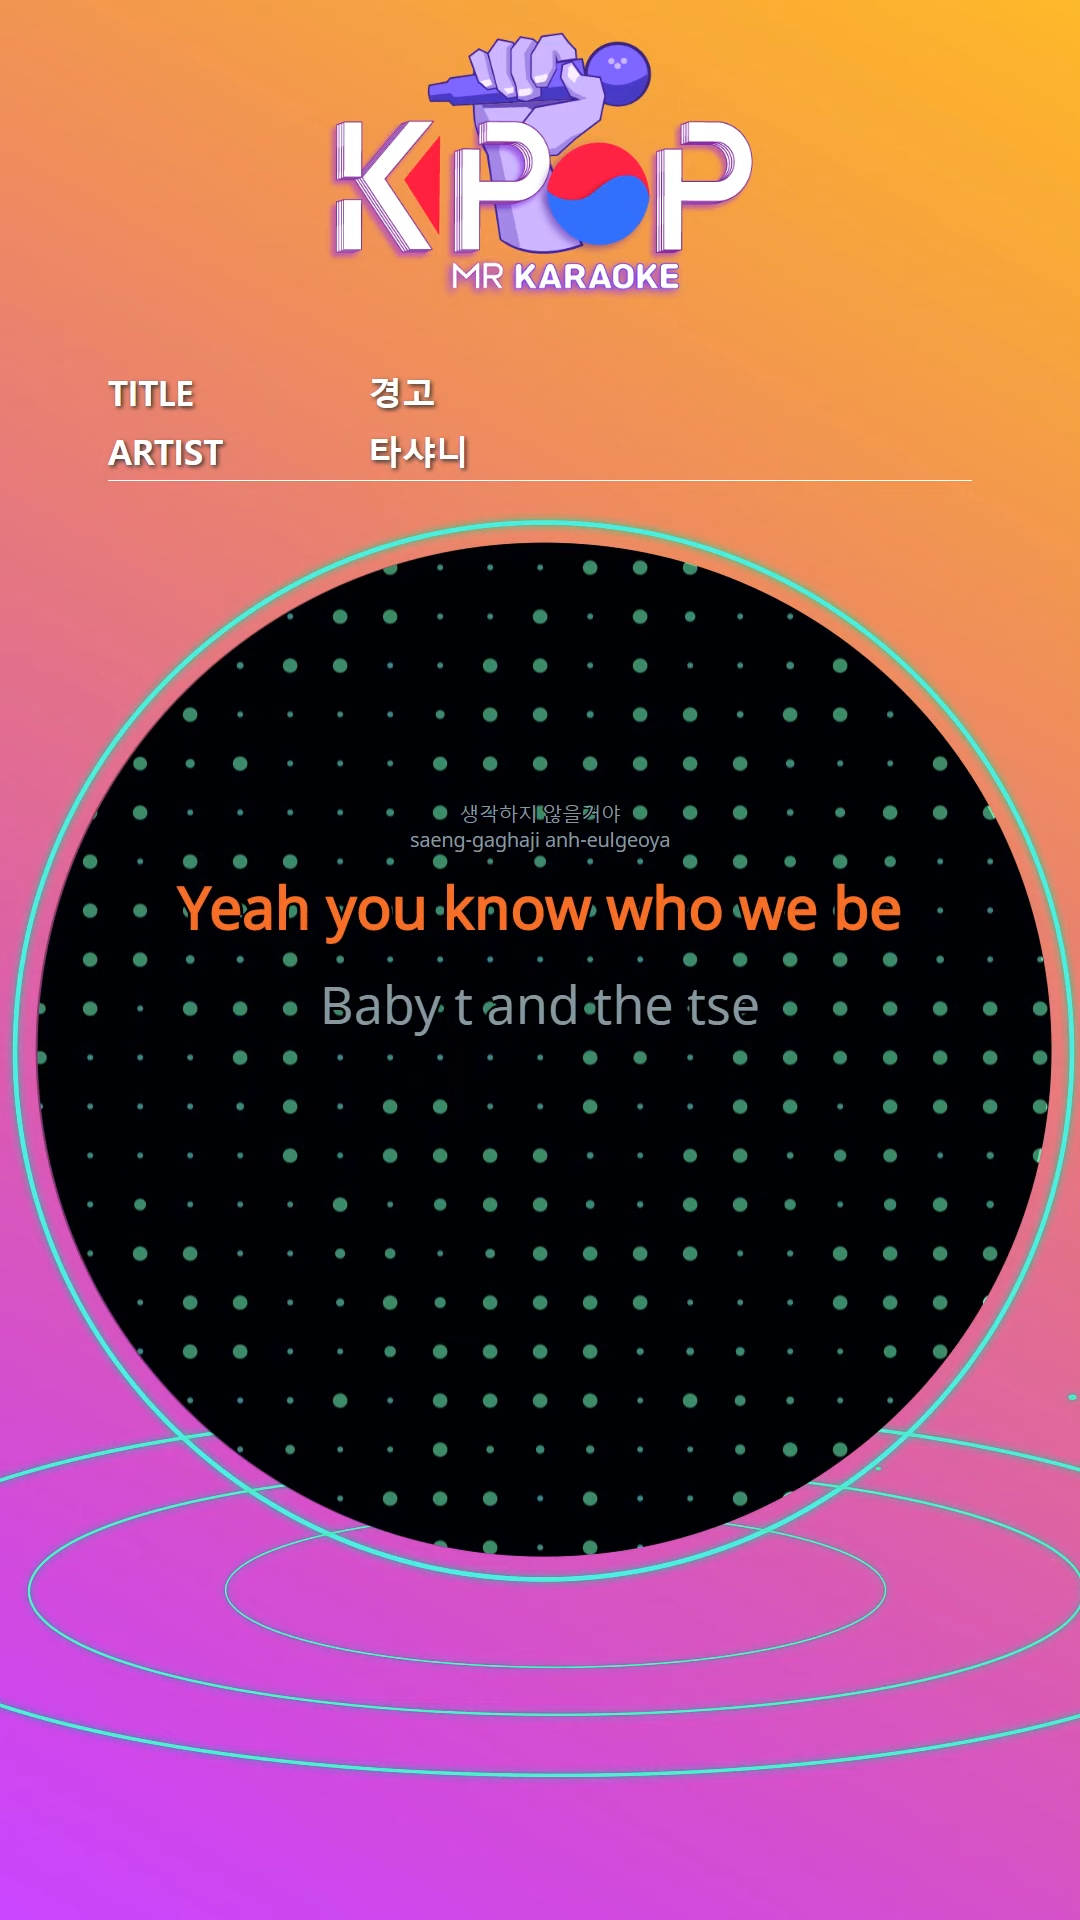 KPOP
MR KARAOKE
TITLE 경고
ARTIST 타샤니
생각하지 않을꺼야
saeng-gaghaji anh-eulgeoya
Yeah you know who we be
Baby t and the tse